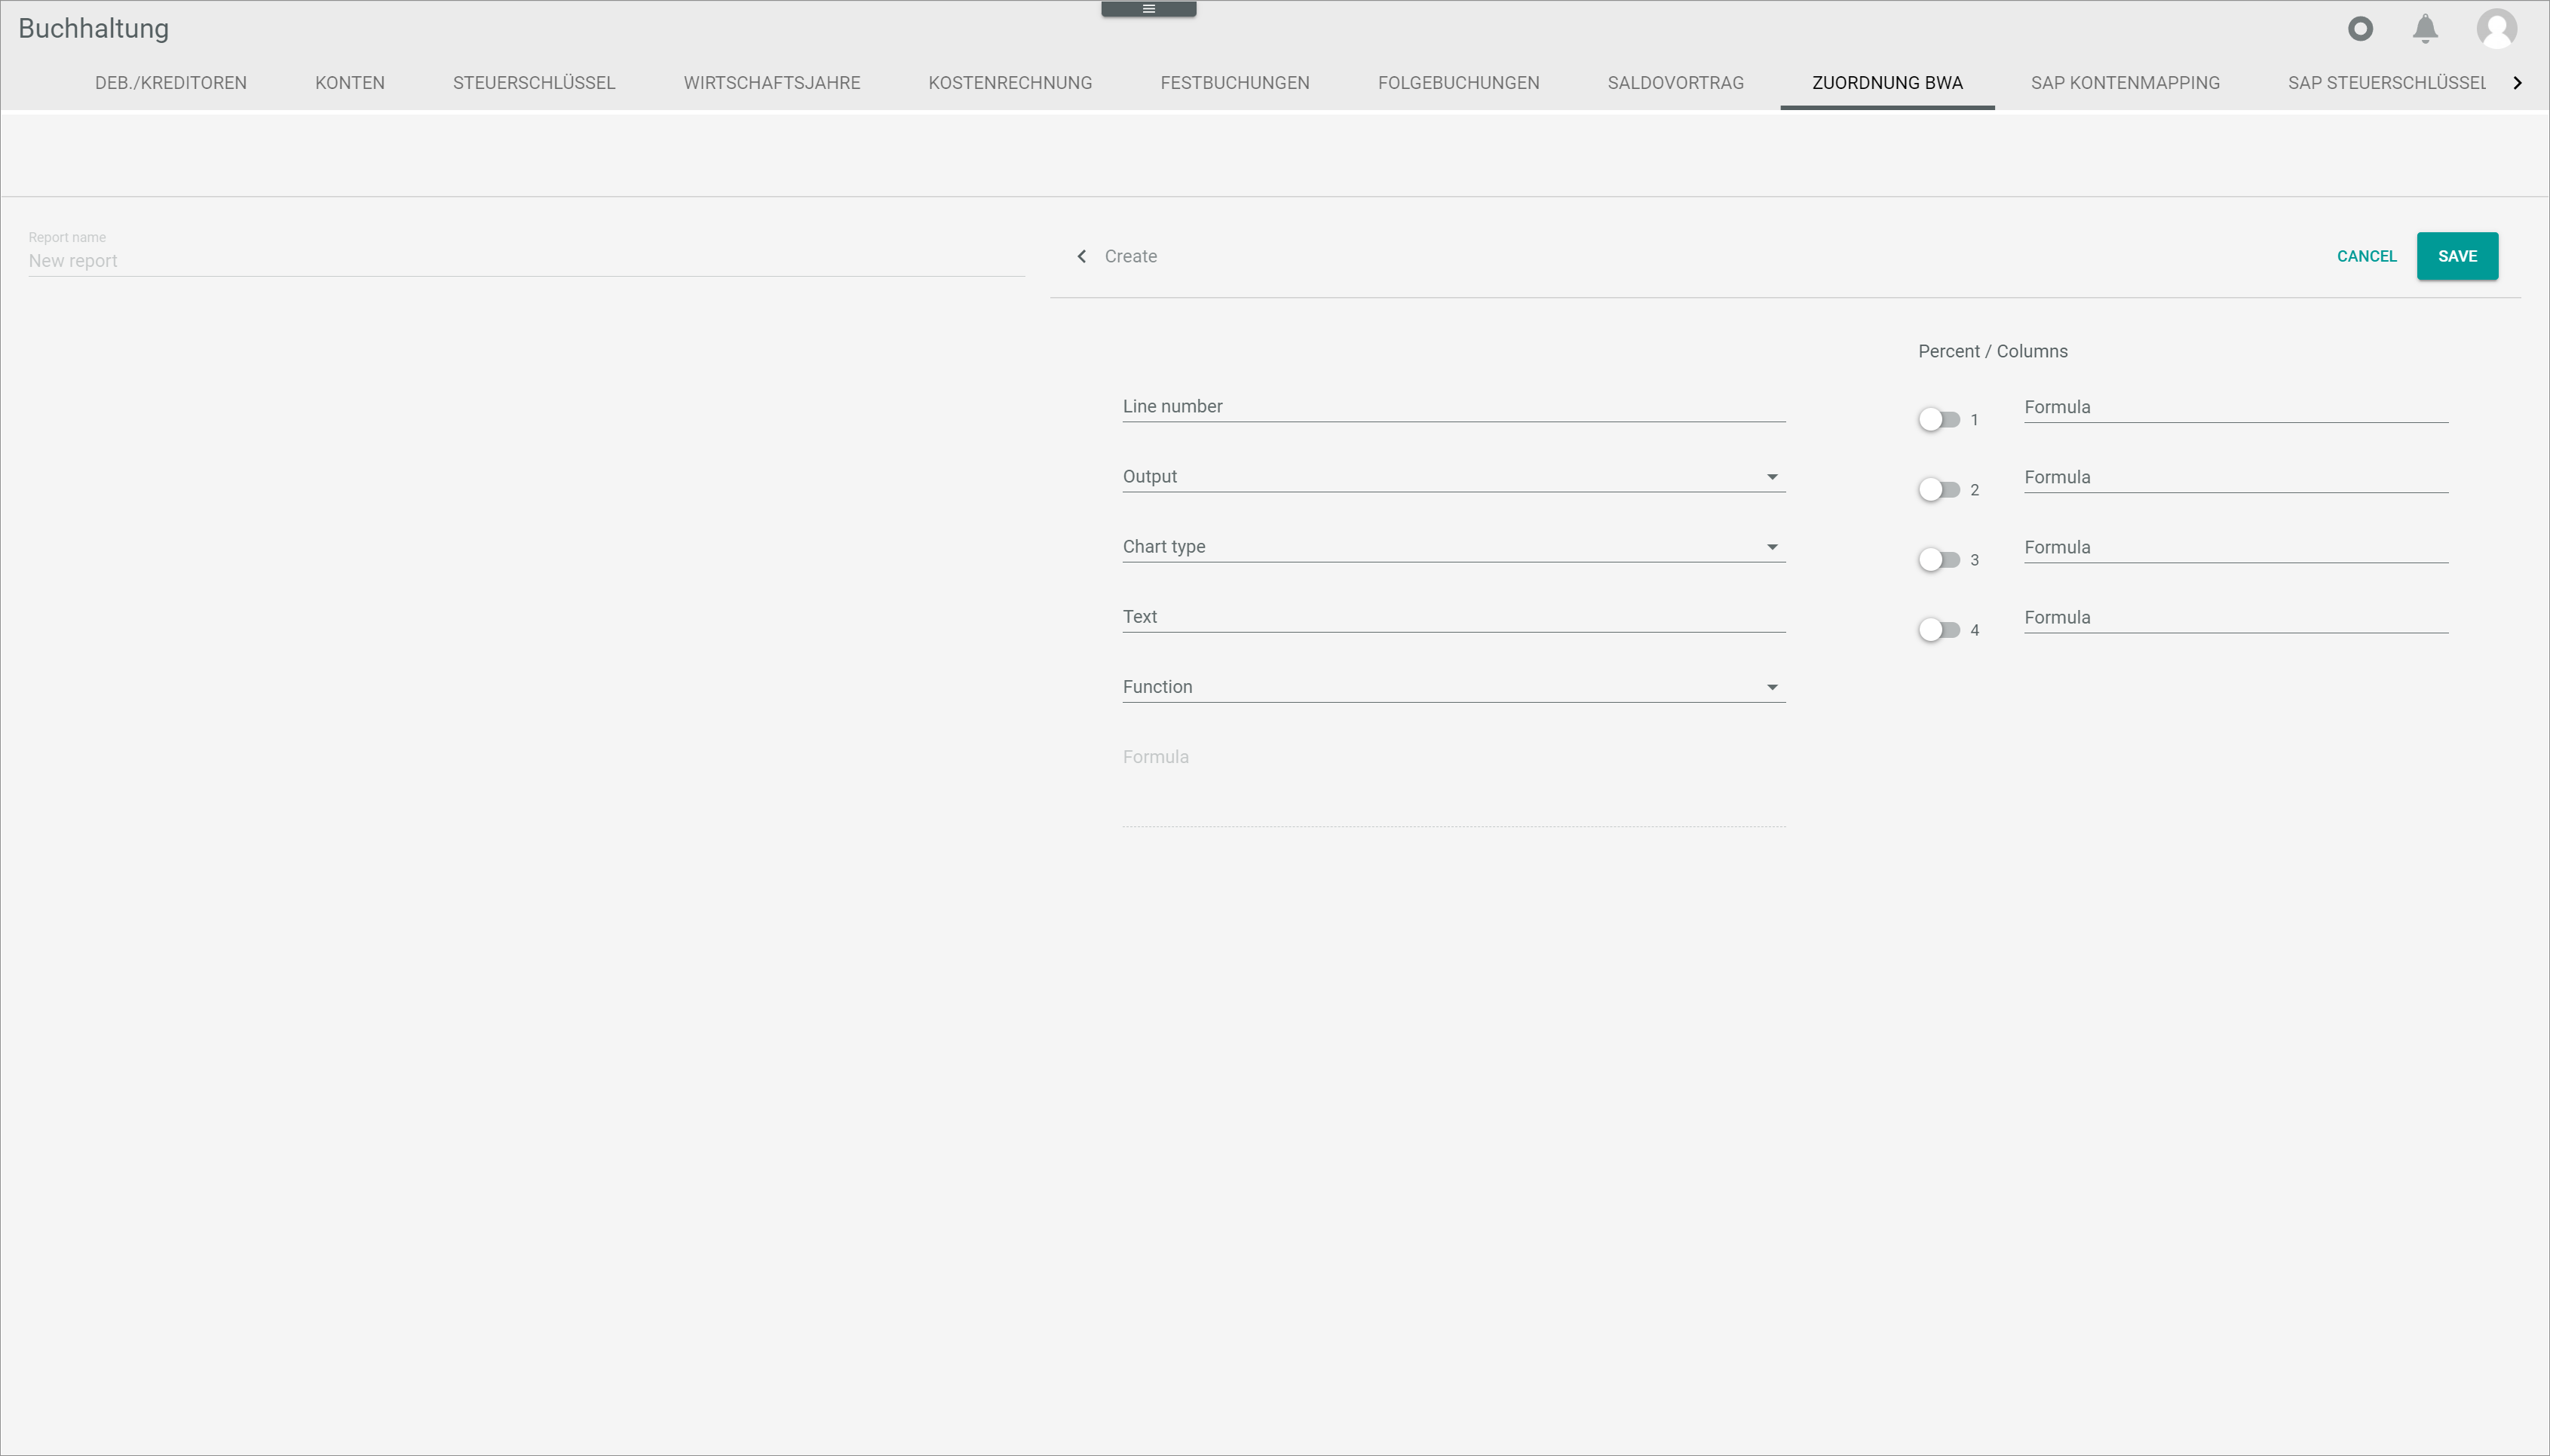 Buchhaltung
DEB./KREDITOREN KONTEN STEUERSCHLÜSSEL WIRTSCHAFTSJAHRE KOSTENRECHNUNG FESTBUCHUNGEN FOLGEBUCHUNGEN SALDOVORTRAG ZUORDNUNG BWA SAP KONTENMAPPING SAP STEUERSCHLÜSSEL
Report name
New report
Create
CANCEL SAVE
Percent / Columns
Line number
1 Formula
Output
2 Formula
Chart type
3 Formula
Text
4 Formula
Function
Formula